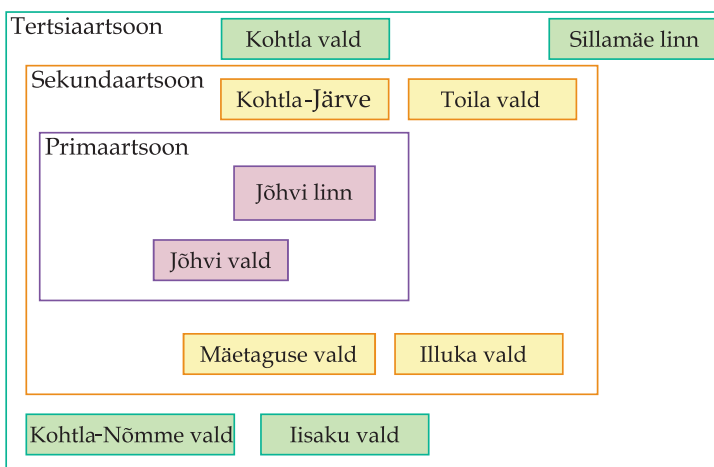 Tertsiaartsoon
Kohtla vald
Sillamäe linn
Sekundaartsoon
Kohtla-Järve
Toila vald
Primaartsoon
Jõhvi linn
Jõhvi vald
Mäetaguse vald
Illuka vald
Kohtla-Nõmme vald
Iisaku vald